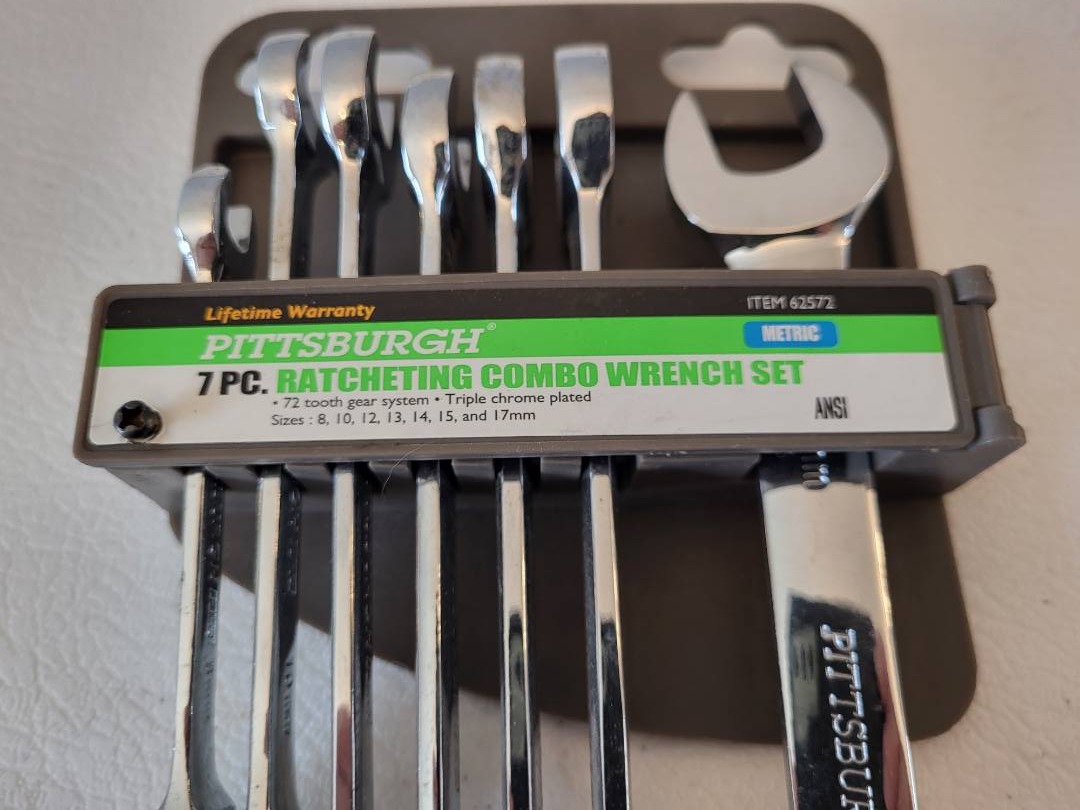 Lifetime Warranty
ITEM 62572
PITTSBURGH®
METRIC
7 PC. RATCHETING COMBO WRENCH SET
• 72 tooth gear system • Triple chrome plated
Sizes : 8, 10, 12, 13, 14, 15, and 17mm
ANSI
PITTSBUR